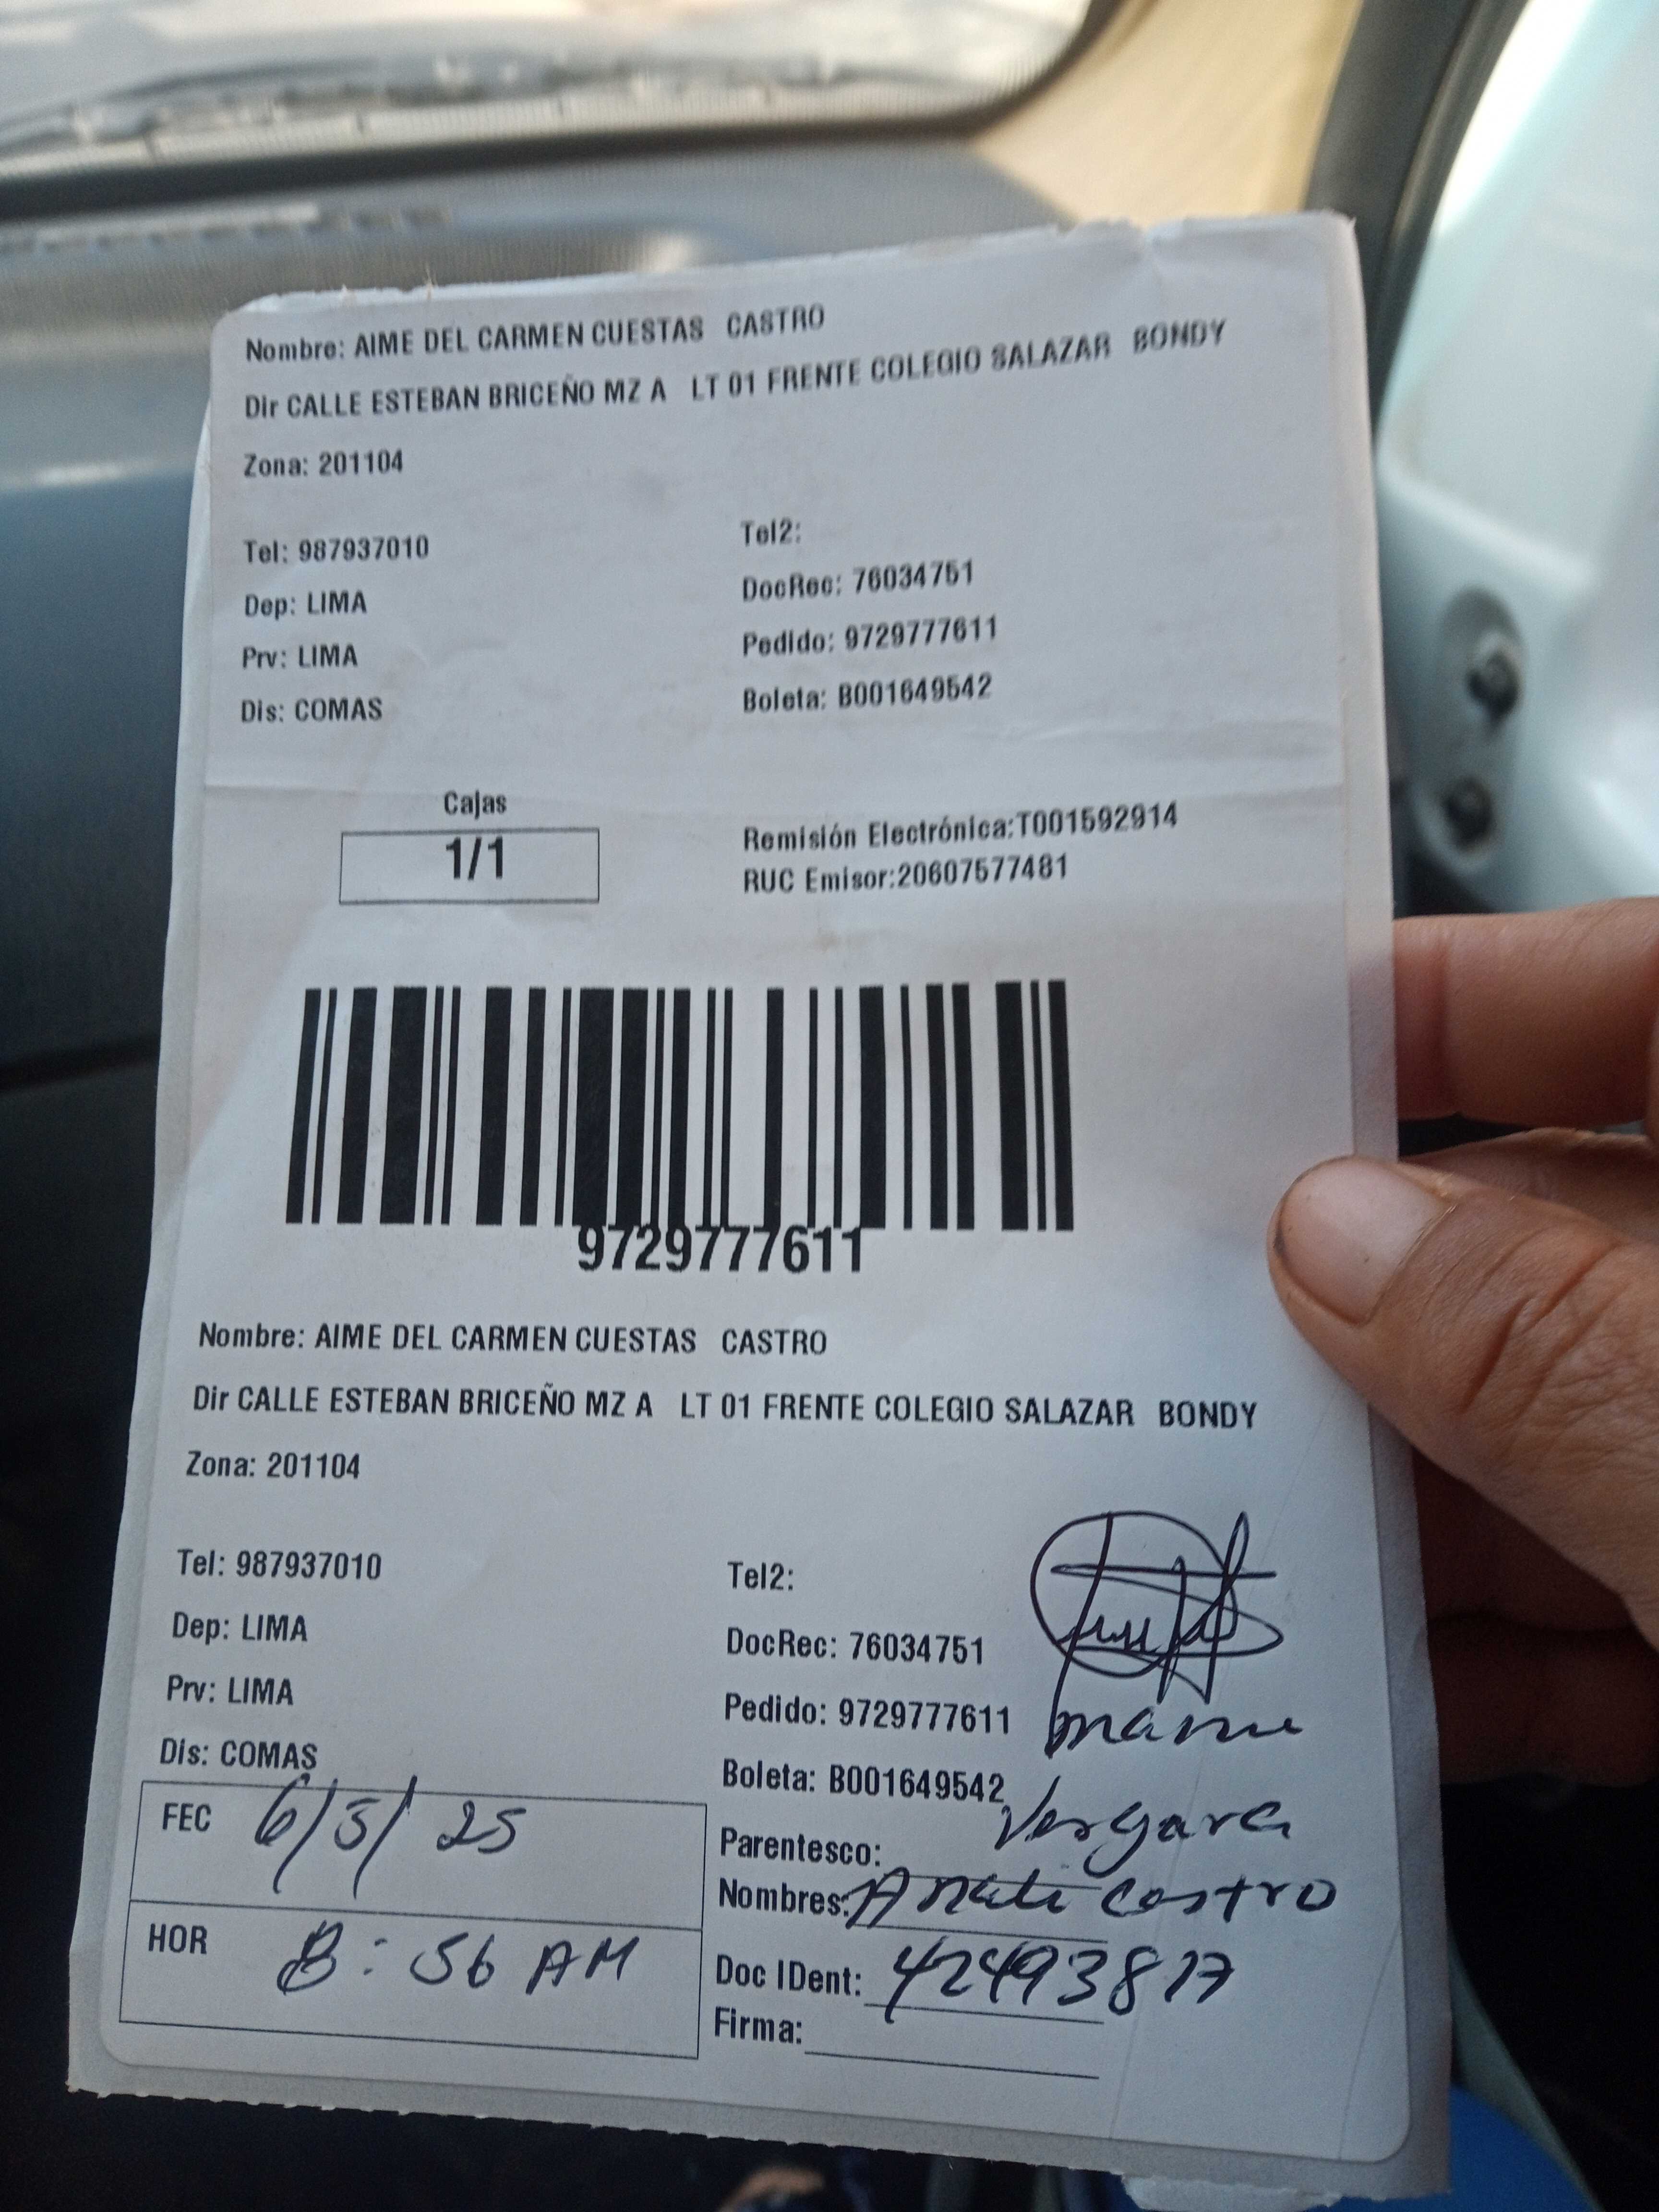 Nombre: AIME DEL CARMEN CUESTAS CASTRO
Dir CALLE ESTEBAN BRICEÑO MZ A LT 01 FRENTE COLEGIO SALAZAR BONDY
Zona: 201104
Tel: 987937010
Tel2:
Dep: LIMA
DocRec: 76034751
Prv: LIMA
Pedido: 9729777611
Dis: COMAS
Boleta: B001649542
Cajas
1/1
Remisión Electrónica:T001592914
RUC Emisor:20607577481
9729777611
Nombre: AIME DEL CARMEN CUESTAS CASTRO
Dir CALLE ESTEBAN BRICEÑO MZ A LT 01 FRENTE COLEGIO SALAZAR BONDY
Zona: 201104
Tel: 987937010
Tel2:
Dep: LIMA
DocRec: 76034751
Prv: LIMA
Pedido: 9729777611
Dis: COMAS
Boleta: B001649542
FEC 6/5/25
Vergara
Parentesco:
Nombres: Castro
HOR 8:56 AM
Doc IDent: 42493817
Firma: